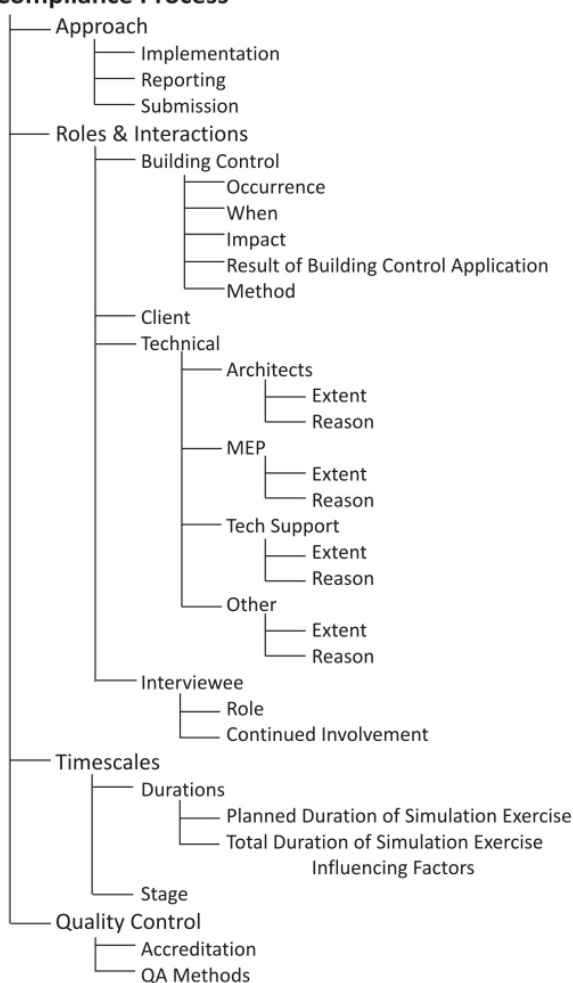 Compliance Process
Approach
Implementation
Reporting
Submission
Roles & Interactions
Building Control
Occurrence
When
Impact
Result of Building Control Application
Method
Client
Technical
Architects
Extent
Reason
MEP
Extent
Reason
Tech Support
Extent
Reason
Other
Extent
Reason
Interviewee
Role
Continued Involvement
Timescales
Durations
Planned Duration of Simulation Exercise
Total Duration of Simulation Exercise
Influencing Factors
Stage
Quality Control
Accreditation
QA Methods